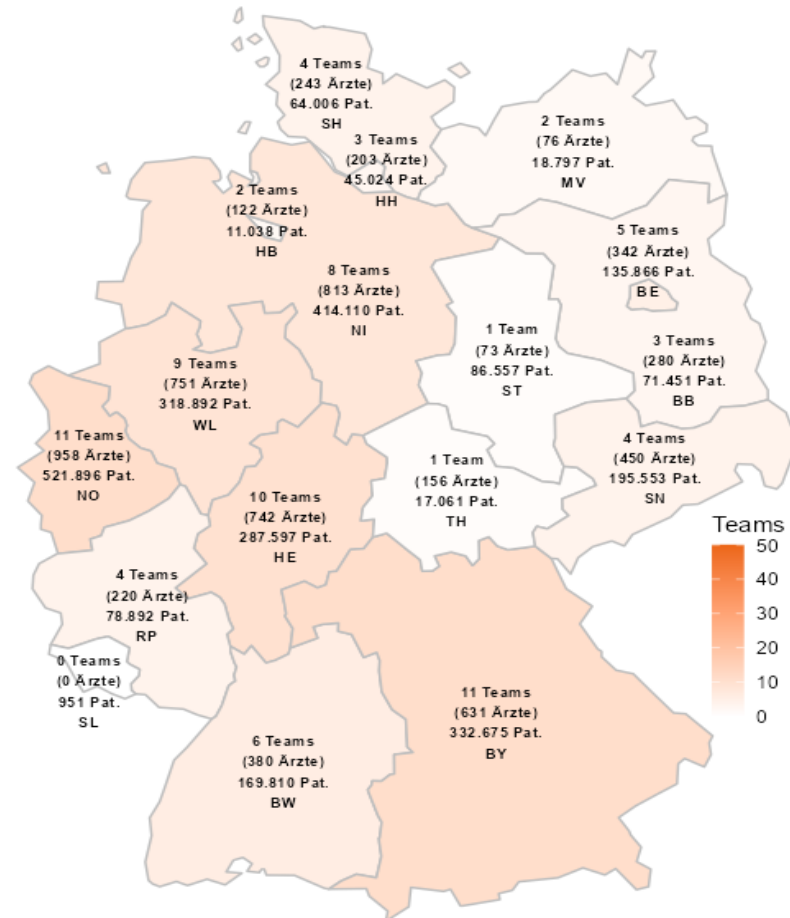 4 Teams
(243 Ärzte)
64.006 Pat.
SH
3 Teams
(203 Ärzte)
45.024 Pat.
HH
2 Teams
(76 Ärzte)
18.797 Pat.
MV
2 Teams
(122 Ärzte)
11.038 Pat.
HB
5 Teams
(342 Ärzte)
135.866 Pat.
BE
8 Teams
(813 Ärzte)
414.110 Pat.
NI
1 Team
(73 Ärzte)
86.557 Pat.
ST
3 Teams
(280 Ärzte)
71.451 Pat.
BB
9 Teams
(751 Ärzte)
318.892 Pat.
WL
11 Teams
(958 Ärzte)
521.896 Pat.
NO
10 Teams
(742 Ärzte)
287.597 Pat.
HE
1 Team
(156 Ärzte)
17.061 Pat.
TH
4 Teams
(450 Ärzte)
195.553 Pat.
SN
4 Teams
(220 Ärzte)
78.892 Pat.
RP
0 Teams
(0 Ärzte)
951 Pat.
SL
6 Teams
(380 Ärzte)
169.810 Pat.
BW
11 Teams
(631 Ärzte)
332.675 Pat.
BY
Teams
50
40
30
20
10
0